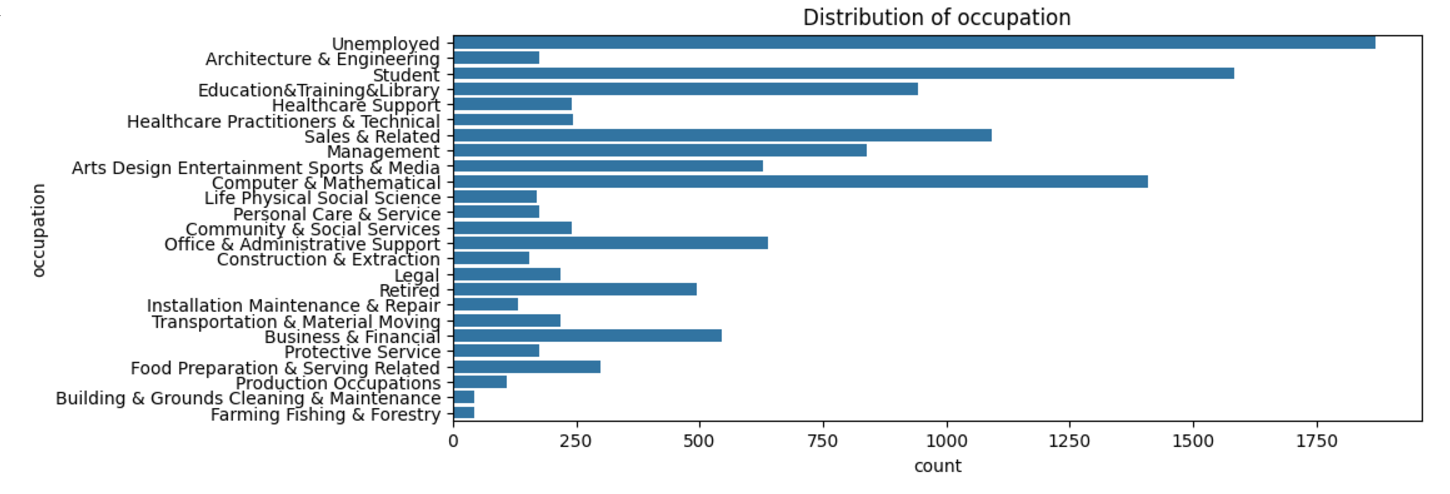 Distribution of occupation
Unemployed
Architecture & Engineering
Student
Education&Training&Library
Healthcare Support
Healthcare Practitioners & Technical
Sales & Related
Management
Arts Design Entertainment Sports & Media
Computer & Mathematical
Life Physical Social Science
Personal Care & Service
Community & Social Services
Office & Administrative Support
Construction & Extraction
Legal
Retired
Installation Maintenance & Repair
Transportation & Material Moving
Business & Financial
Protective Service
Food Preparation & Serving Related
Production Occupations
Building & Grounds Cleaning & Maintenance
Farming Fishing & Forestry
occupation
0 250 500 750 1000 1250 1500 1750
count